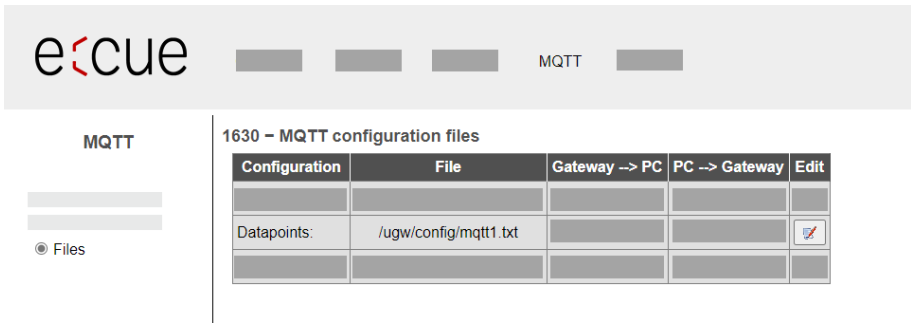 e:cue
MQTT
MQTT
Files
1630 – MQTT configuration files
Configuration File Gateway --> PC PC --> Gateway Edit
Datapoints: /ugw/config/mqtt1.txt